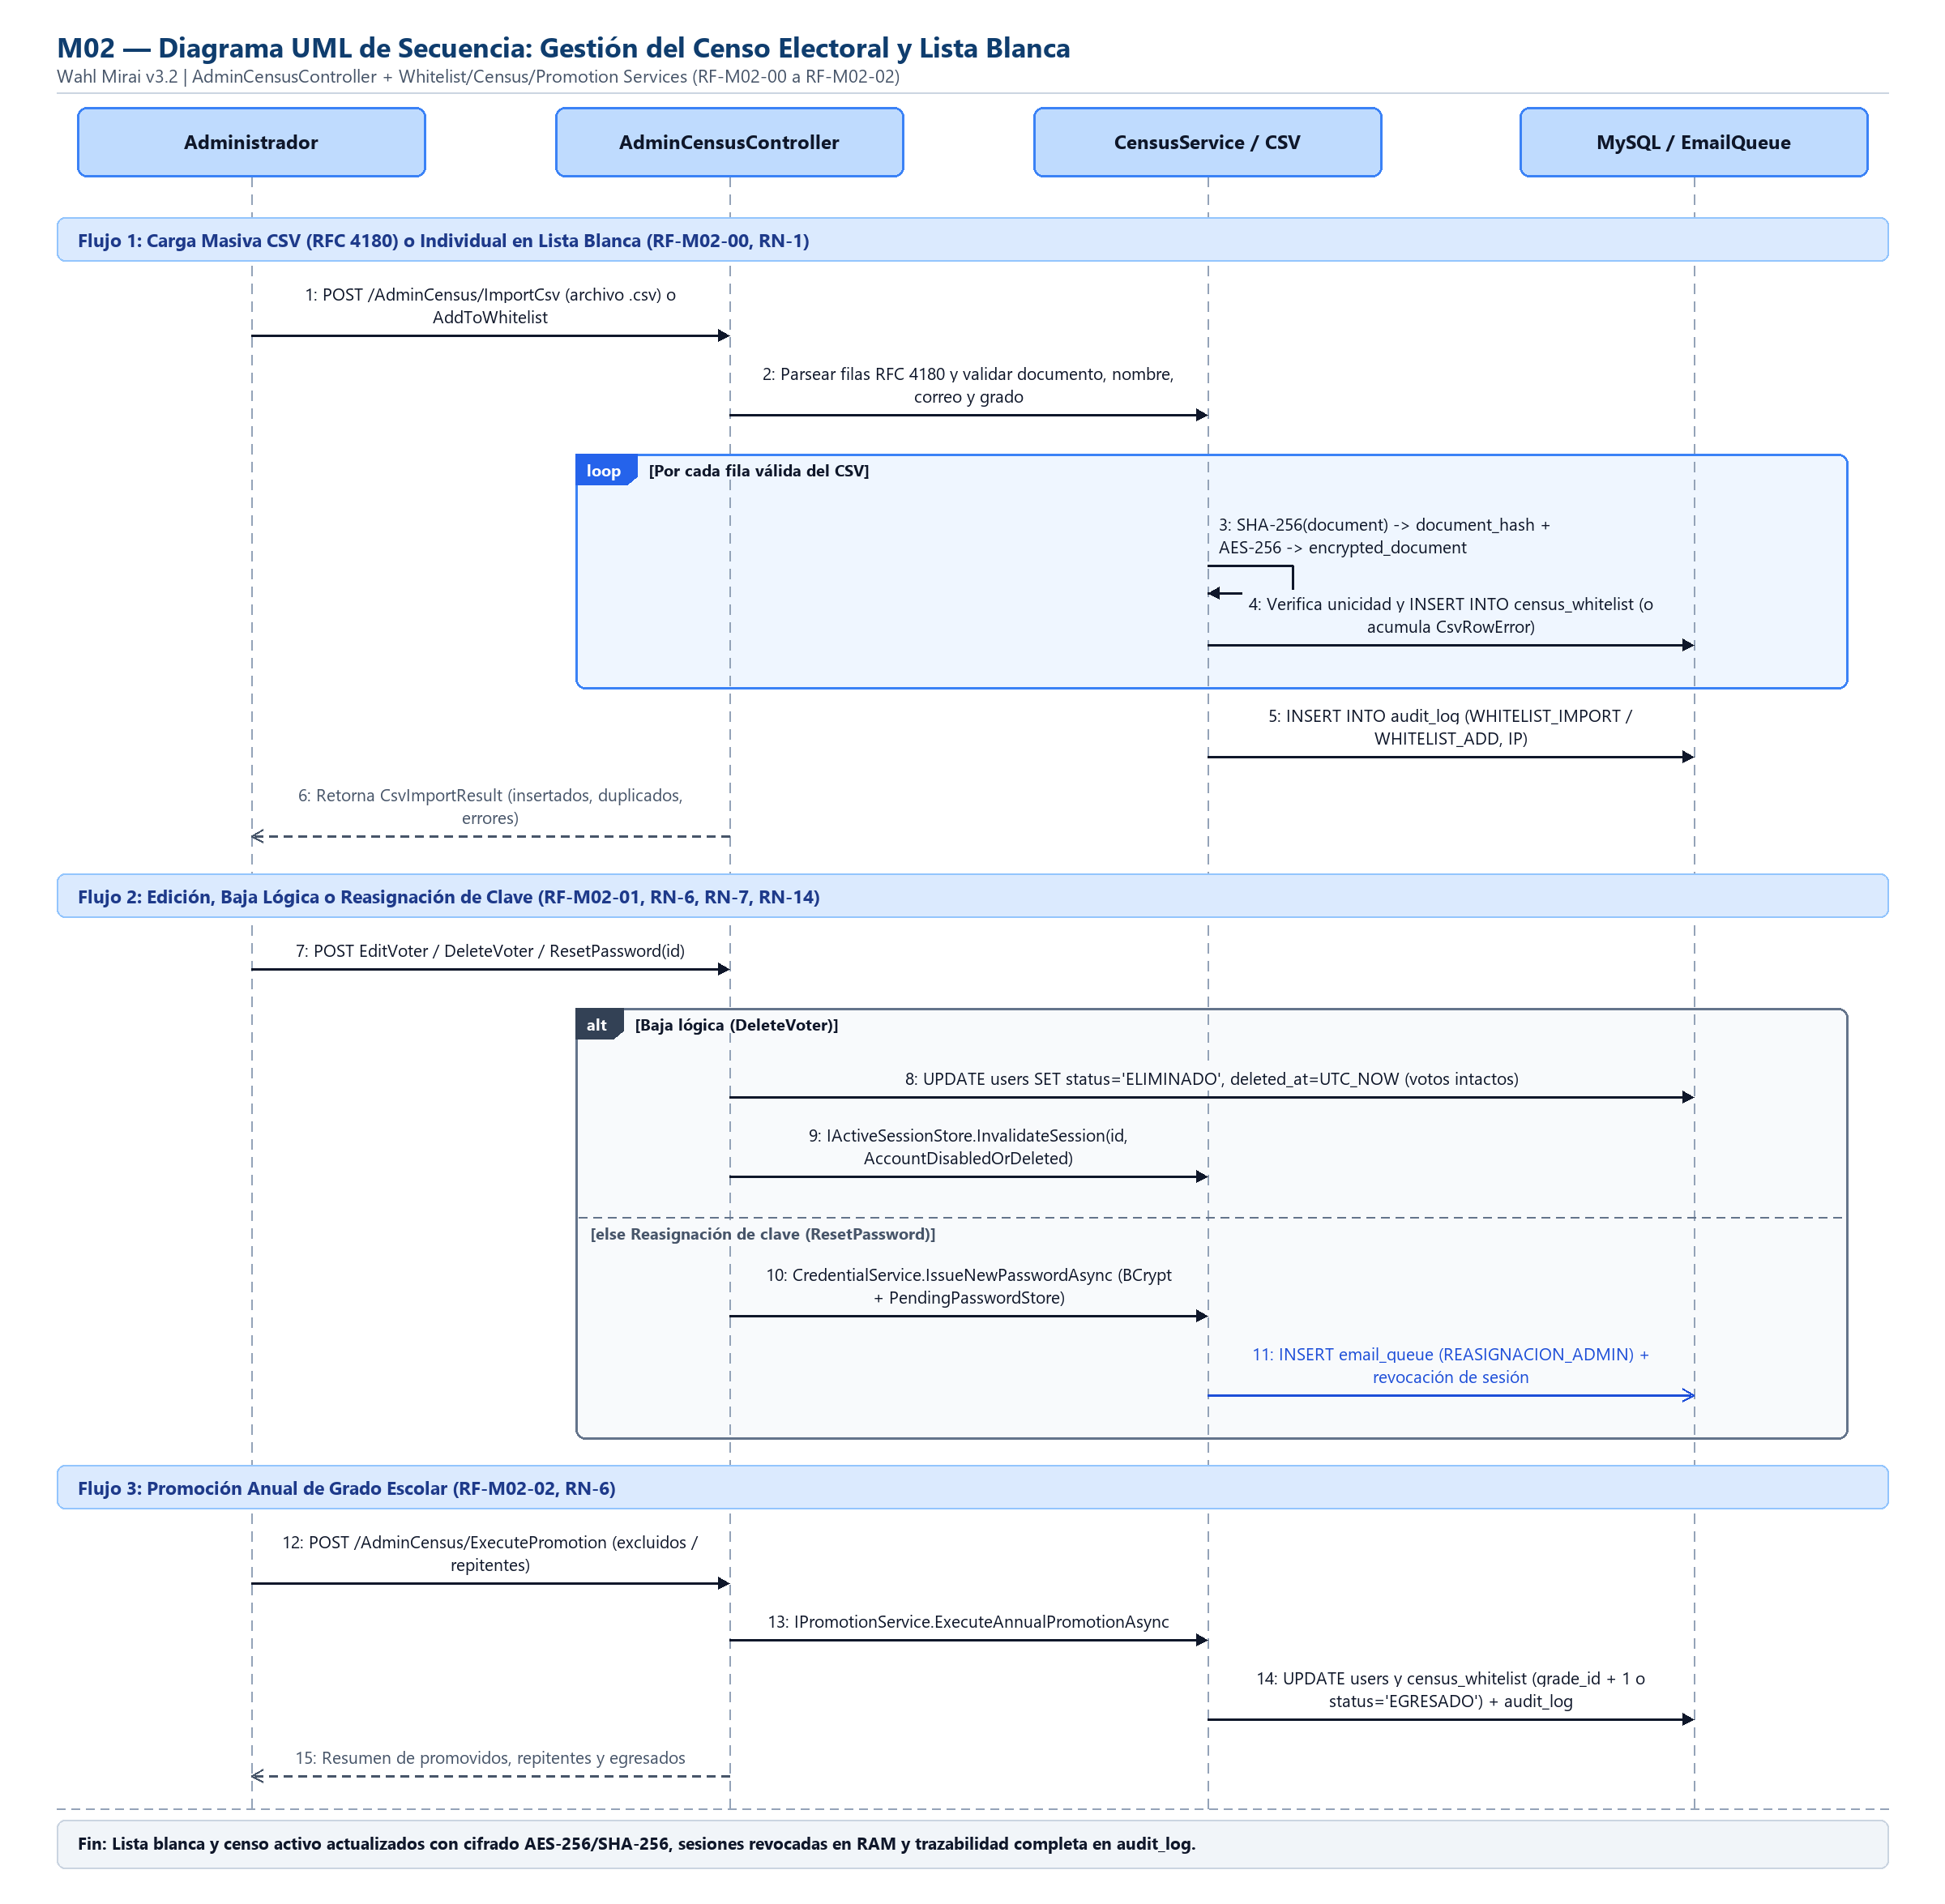 M02 — Diagrama UML de Secuencia: Gestión del Censo Electoral y Lista Blanca
Wahl Mirai v3.2 | AdminCensusController + Whitelist/Census/Promotion Services (RF-M02-00 a RF-M02-02)
Administrador
AdminCensusController
CensusService / CSV
MySQL / EmailQueue
Flujo 1: Carga Masiva CSV (RFC 4180) o Individual en Lista Blanca (RF-M02-00, RN-1)
1: POST /AdminCensus/ImportCsv (archivo .csv) o
AddToWhitelist
2: Parsear filas RFC 4180 y validar documento, nombre,
correo y grado
loop [Por cada fila válida del CSV]
3: SHA-256(document) -> document_hash +
AES-256 -> encrypted_document
4: Verifica unicidad y INSERT INTO census_whitelist (o
acumula CsvRowError)
5: INSERT INTO audit_log (WHITELIST_IMPORT /
WHITELIST_ADD, IP)
6: Retorna CsvImportResult (insertados, duplicados,
errores)
Flujo 2: Edición, Baja Lógica o Reasignación de Clave (RF-M02-01, RN-6, RN-7, RN-14)
7: POST EditVoter / DeleteVoter / ResetPassword(id)
alt [Baja lógica (DeleteVoter)]
8: UPDATE users SET status='ELIMINADO', deleted_at=UTC_NOW (votos intactos)
9: IActiveSessionStore.InvalidateSession(id,
AccountDisabledOrDeleted)
[else Reasignación de clave (ResetPassword)]
10: CredentialService.IssueNewPasswordAsync (BCrypt
+ PendingPasswordStore)
11: INSERT email_queue (REASIGNACION_ADMIN) +
revocación de sesión
Flujo 3: Promoción Anual de Grado Escolar (RF-M02-02, RN-6)
12: POST /AdminCensus/ExecutePromotion (excluidos /
repitentes)
13: IPromotionService.ExecuteAnnualPromotionAsync
14: UPDATE users y census_whitelist (grade_id + 1 o
status='EGRESADO') + audit_log
15: Resumen de promovidos, repitentes y egresados
Fin: Lista blanca y censo activo actualizados con cifrado AES-256/SHA-256, sesiones revocadas en RAM y trazabilidad completa en audit_log.